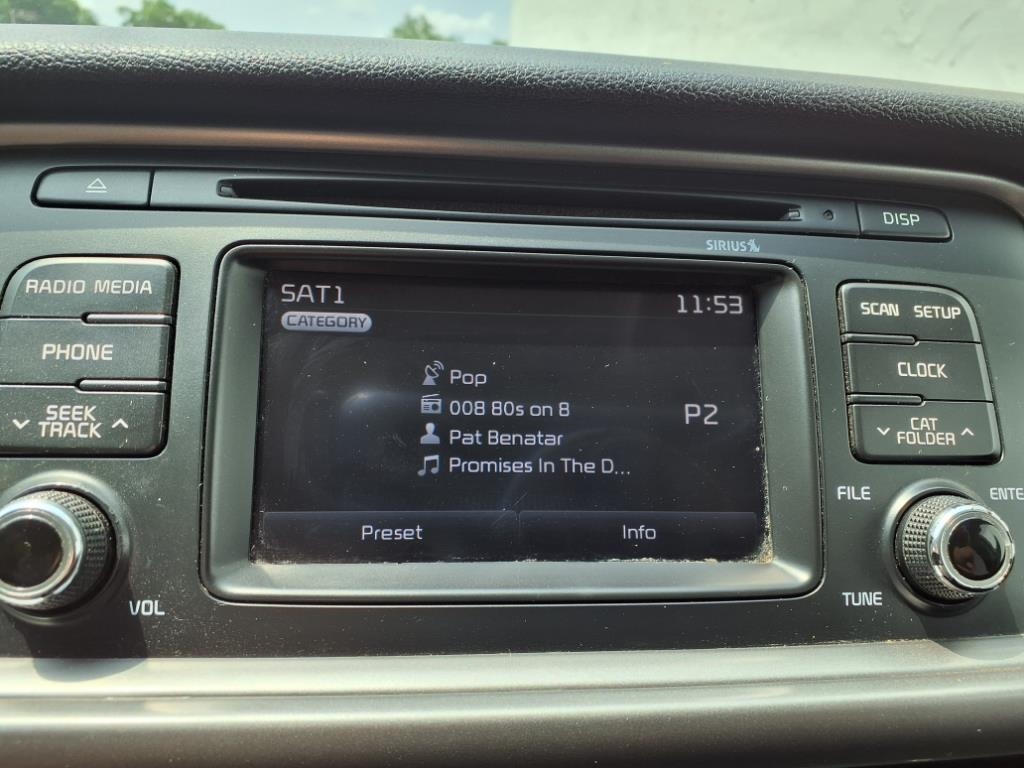 DISP
SIRIUS
RADIO MEDIA
PHONE
SEEK
TRACK
VOL
SAT1
11:53
CATEGORY
Pop
008 80s on 8
P2
Pat Benatar
Promises In The D...
Preset
Info
SCAN SETUP
CLOCK
CAT
FOLDER
FILE
ENTE
TUNE